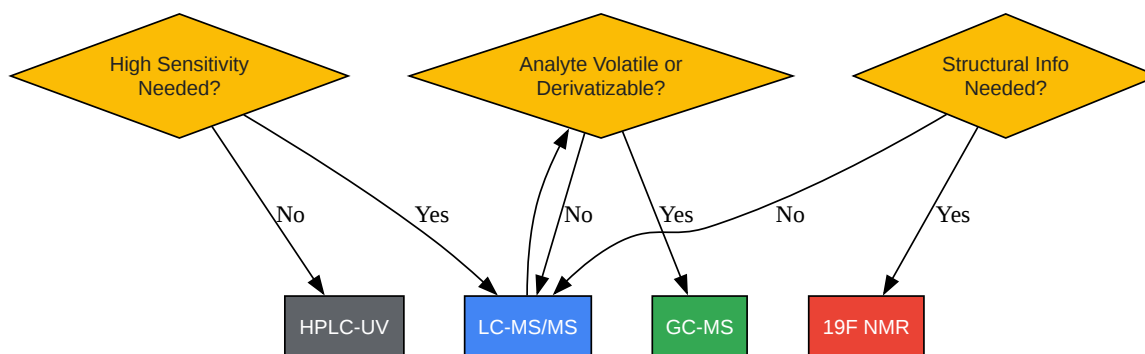 High Sensitivity
Needed?
Analyte Volatile or
Derivatizable?
Structural Info
Needed?
No
Yes
No
Yes
No
Yes
HPLC-UV
LC-MS/MS
GC-MS
19F NMR